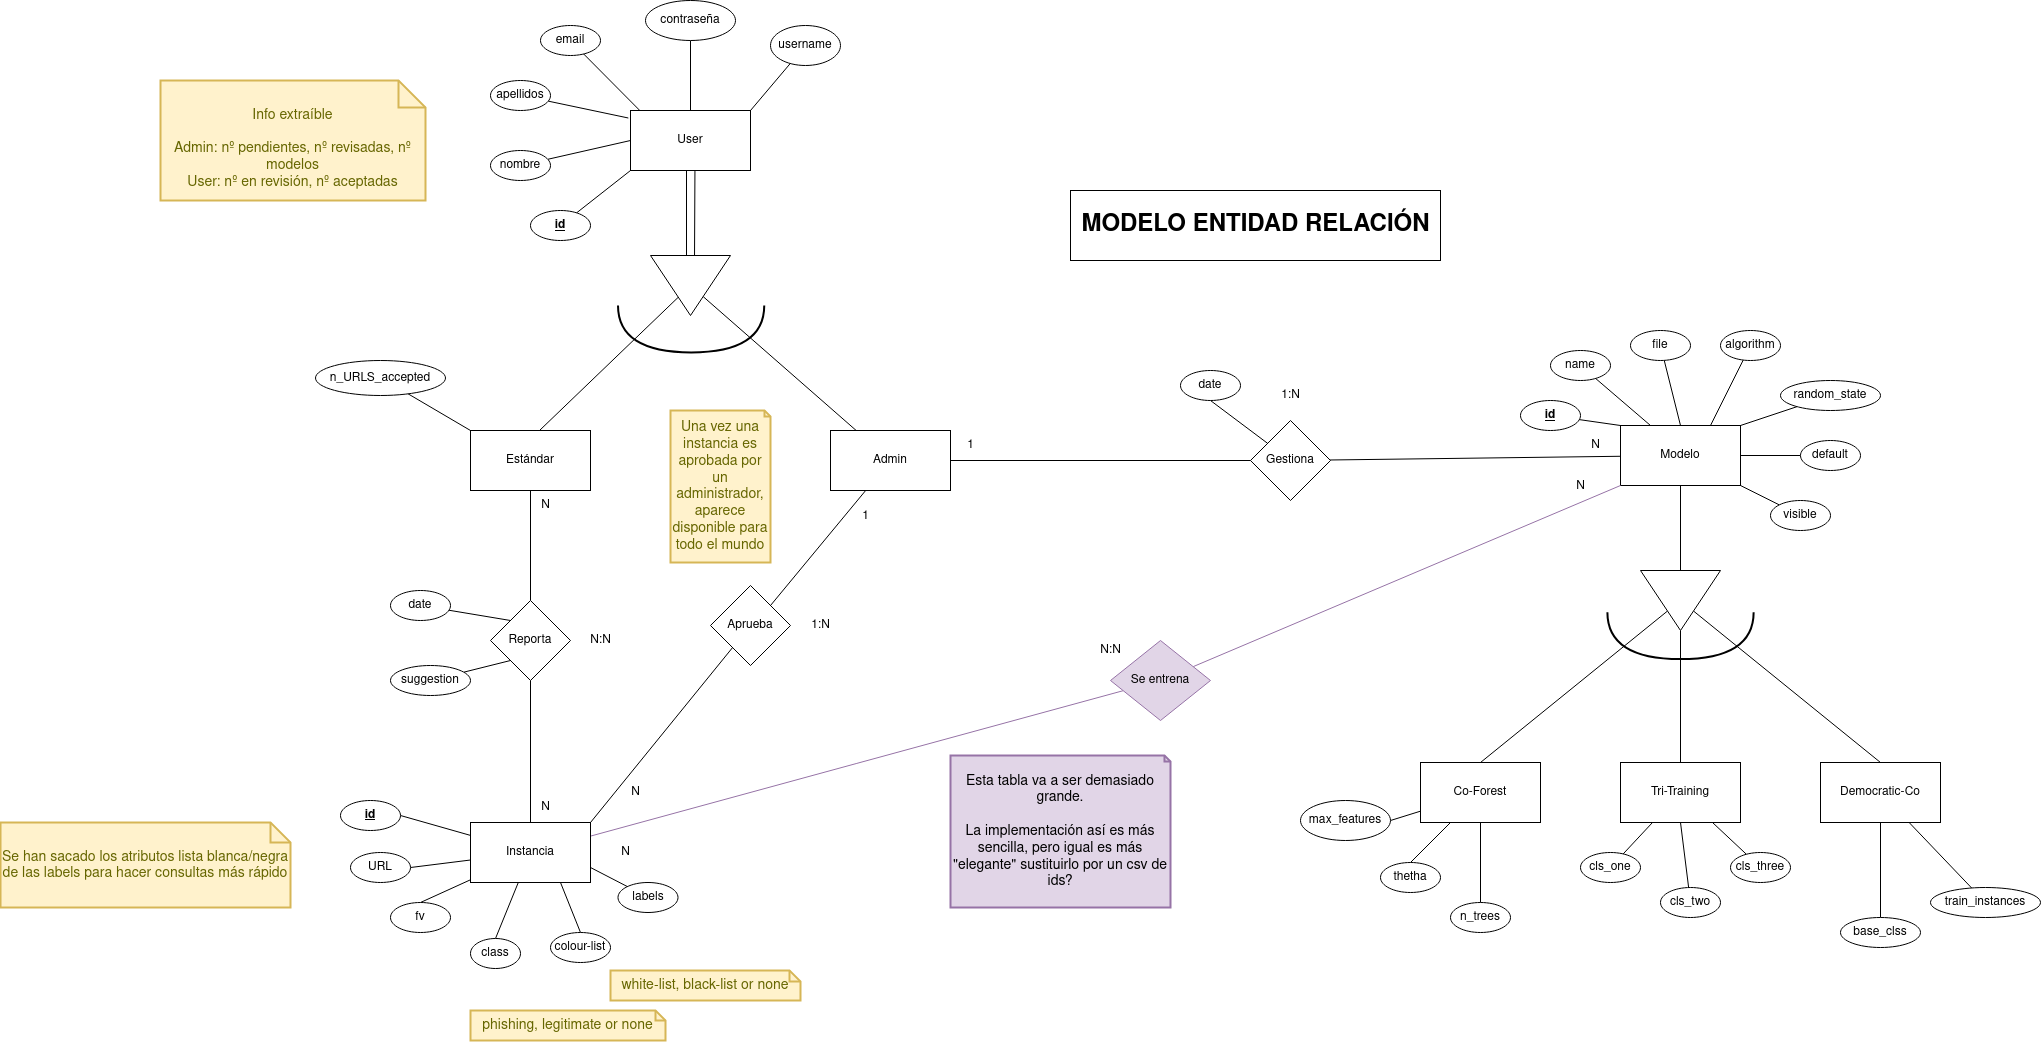 contraseña
email
username
apellidos
User
nombre
id
Info extraíble
Admin: nº pendientes, nº revisadas, nº
modelos
User: nº en revisión, nº aceptadas
MODELO ENTIDAD RELACIÓN
n_URLS_accepted
Estándar
N
Una vez una
instancia es
aprobada por
un
administrador,
aparece
disponible para
todo el mundo
Admin
1
1
date
1:N
Gestiona
N
N
name
file
algorithm
random_state
id
Modelo
default
visible
date
Reporta
N:N
suggestion
Aprueba
1:N
N:N
Se entrena
N
N
N
id
URL
Instancia
fv
class
colour-list
labels
Se han sacado los atributos lista blanca/negra
de las labels para hacer consultas más rápido
white-list, black-list or none
phishing, legitimate or none
Esta tabla va a ser demasiado
grande.
La implementación así es más
sencilla, pero igual es más
"elegante" sustituirlo por un csv de
ids?
Co-Forest
max_features
thetha
n_trees
Tri-Training
cls_one
cls_two
cls_three
Democratic-Co
base_clss
train_instances